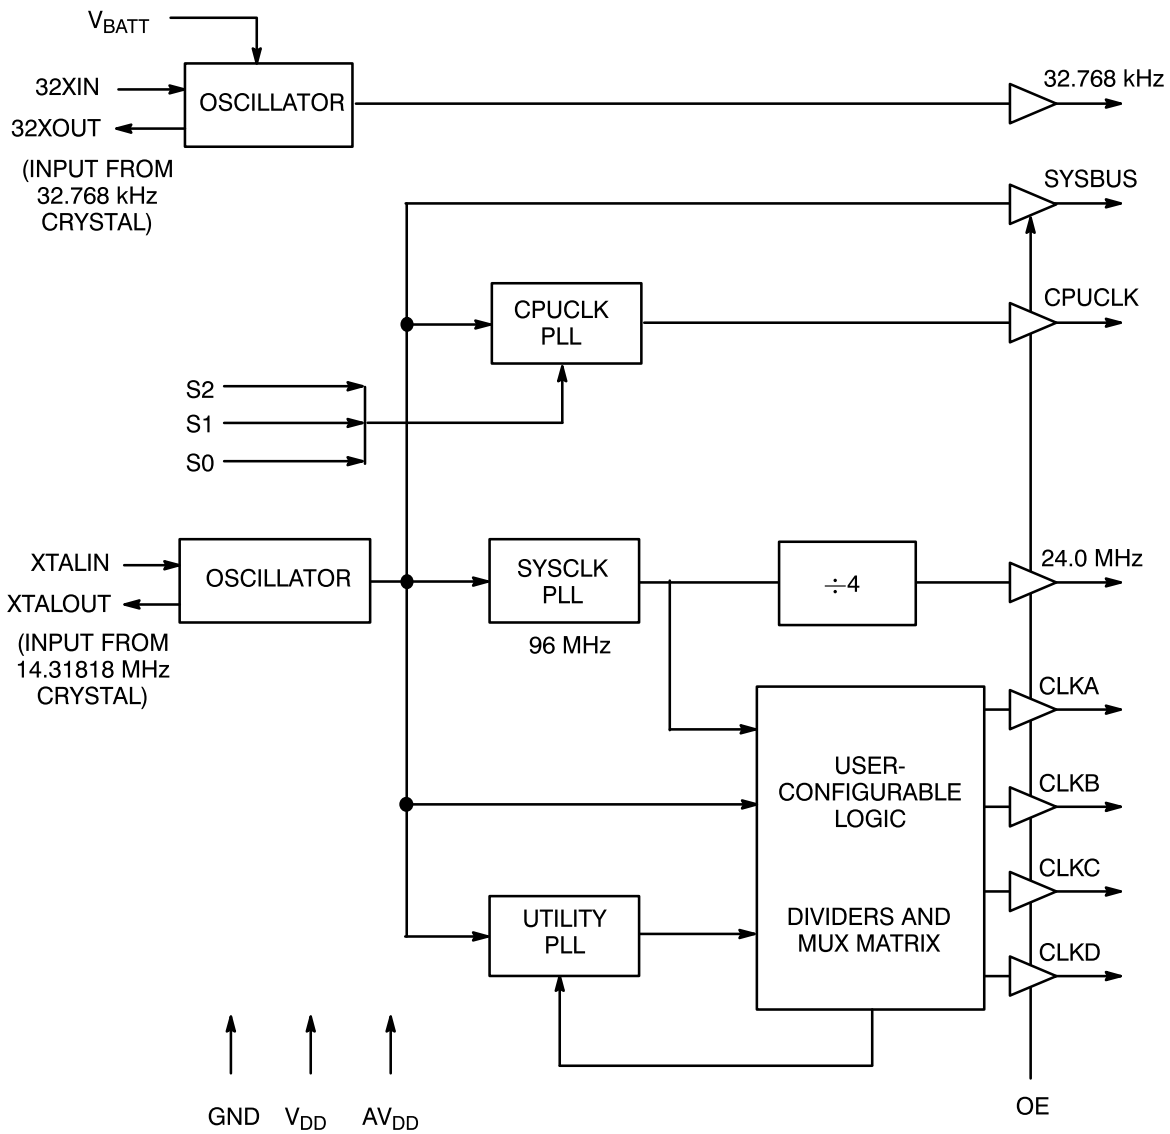 VBATT
32XIN
32XOUT
(INPUT FROM
32.768 kHz
CRYSTAL)
OSCILLATOR
32.768 kHz
SYSBUS
CPUCLK
PLL
CPUCLK
S2
S1
S0
XTALIN
XTALOUT
(INPUT FROM
14.31818 MHz
CRYSTAL)
OSCILLATOR
SYSCLK
PLL
96 MHz
÷4
24.0 MHz
USER-
CONFIGURABLE
LOGIC
DIVIDERS AND
MUX MATRIX
CLKA
CLKB
CLKC
CLKD
UTILITY
PLL
GND
VDD
AVDD
OE